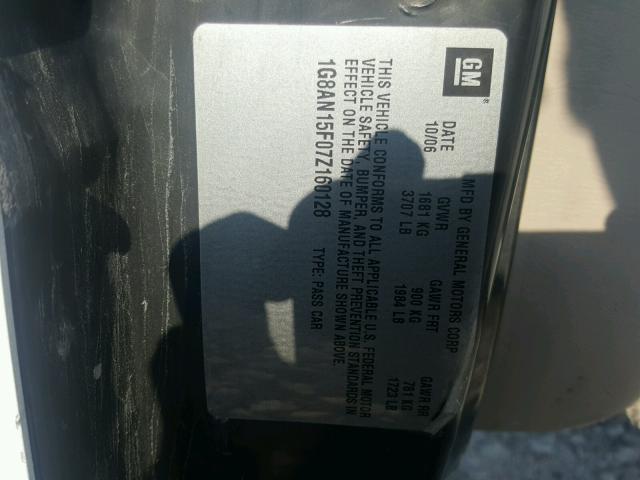 GM ®
MFD BY GENERAL MOTORS CORP
DATE GVWR GAWR FRT GAWR RR
10/06 1681 KG 900 KG 781 KG
3707 LB 1984 LB 1723 LB
THIS VEHICLE CONFORMS TO ALL APPLICABLE U.S. FEDERAL MOTOR
VEHICLE SAFETY, BUMPER, AND THEFT PREVENTION STANDARDS IN
EFFECT ON THE DATE OF MANUFACTURE SHOWN ABOVE.
1G8AN15F07Z160128 TYPE: PASS CAR